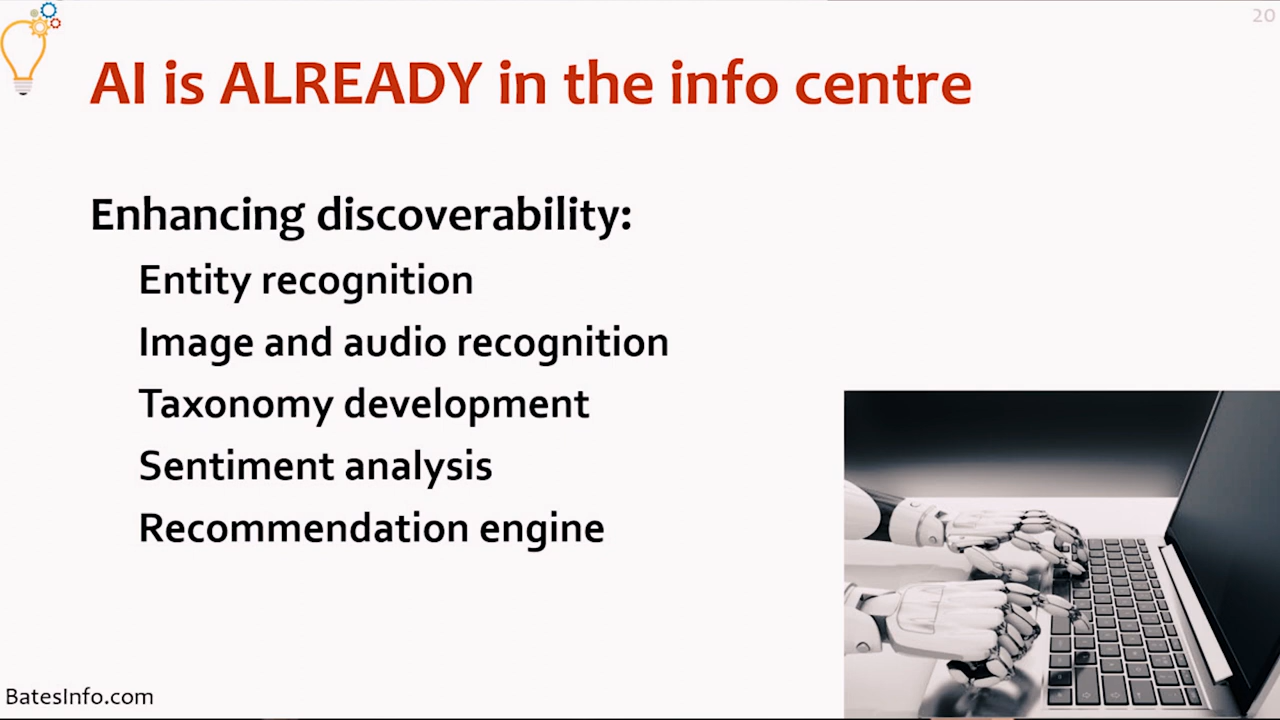 20
AI is ALREADY in the info centre
Enhancing discoverability:
Entity recognition
Image and audio recognition
Taxonomy development
Sentiment analysis
Recommendation engine
BatesInfo.com